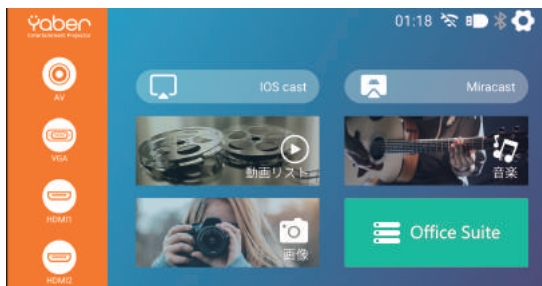 Yaber
Entertainment Projector
01:18
AV
VGA
HDMI1
HDMI2
IOS cast
Miracast
動画リスト
音楽
画像
Office Suite